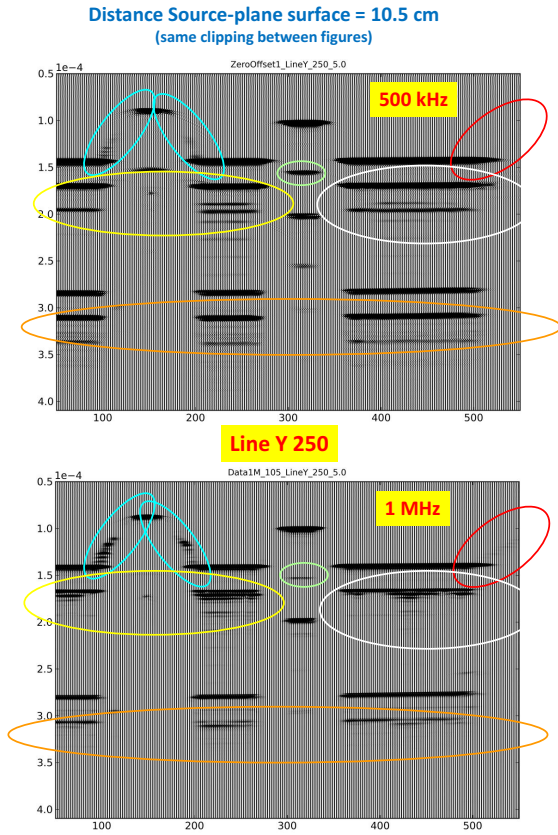 Distance Source-plane surface = 10.5 cm
(same clipping between figures)
ZeroOffset1_LineY_250_5.0
0.5 1e−4
500 kHz
1.0
1.5
2.0
2.5
3.0
3.5
4.0
100 200 300 400 500
Line Y 250
Data1M_105_LineY_250_5.0
0.5 1e−4
1 MHz
1.0
1.5
2.0
2.5
3.0
3.5
4.0
100 200 300 400 500